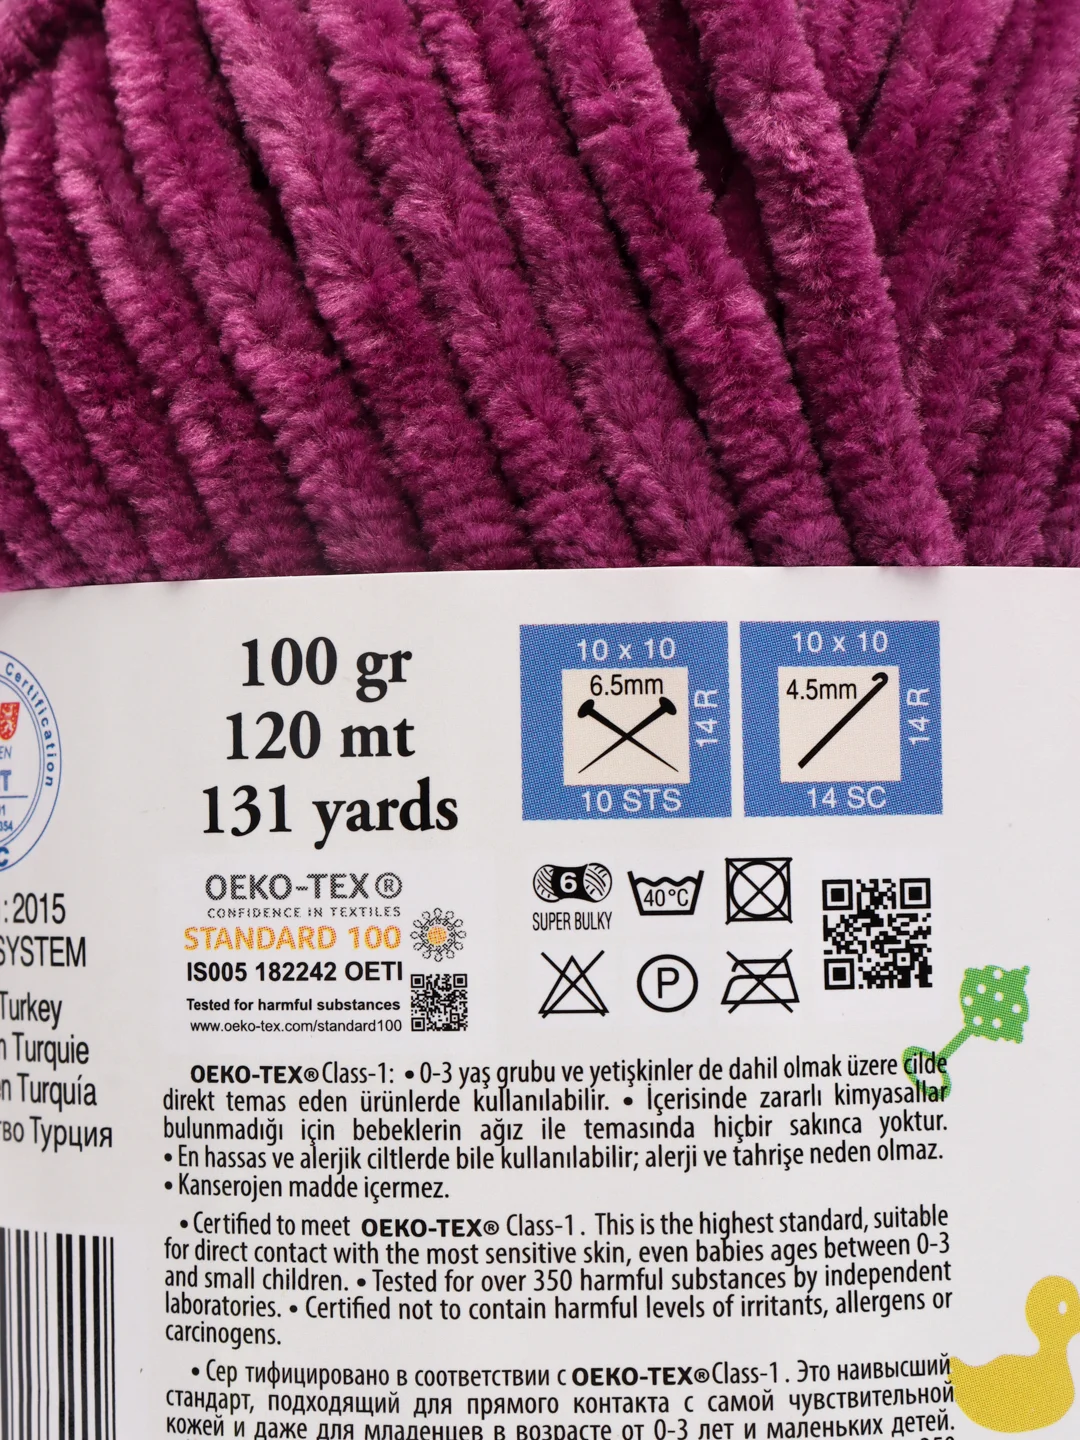 Certification
EN
T
354
C
: 2015
SYSTEM
Turkey
n Turquie
en Turquía
тво Турция
100 gr
120 mt
131 yards
10 x 10
6.5mm
14 R
10 STS
10 x 10
4.5mm
14 R
14 SC
OEKO-TEX®
CONFIDENCE IN TEXTILES
STANDARD 100
IS005 182242 OETI
Tested for harmful substances
www.oeko-tex.com/standard100
6
SUPER BULKY
40°C
P
OEKO-TEX® Class-1: • 0-3 yaş grubu ve yetişkinler de dahil olmak üzere cilde
direkt temas eden ürünlerde kullanılabilir. • İçerisinde zararlı kimyasallar
bulunmadığı için bebeklerin ağız ile temasında hiçbir sakınca yoktur.
• En hassas ve alerjik ciltlerde bile kullanılabilir; alerji ve tahrişe neden olmaz.
• Kanserojen madde içermez.
• Certified to meet OEKO-TEX® Class-1. This is the highest standard, suitable
for direct contact with the most sensitive skin, even babies ages between 0-3
and small children. • Tested for over 350 harmful substances by independent
laboratories. • Certified not to contain harmful levels of irritants, allergens or
carcinogens.
• Сер тифицировано в соответствии с OEKO-TEX® Class-1. Это наивысший
стандарт, подходящий для прямого контакта с самой чувствительной
кожей и даже для младенцев в возрасте от 0-3 лет и маленьких детей.